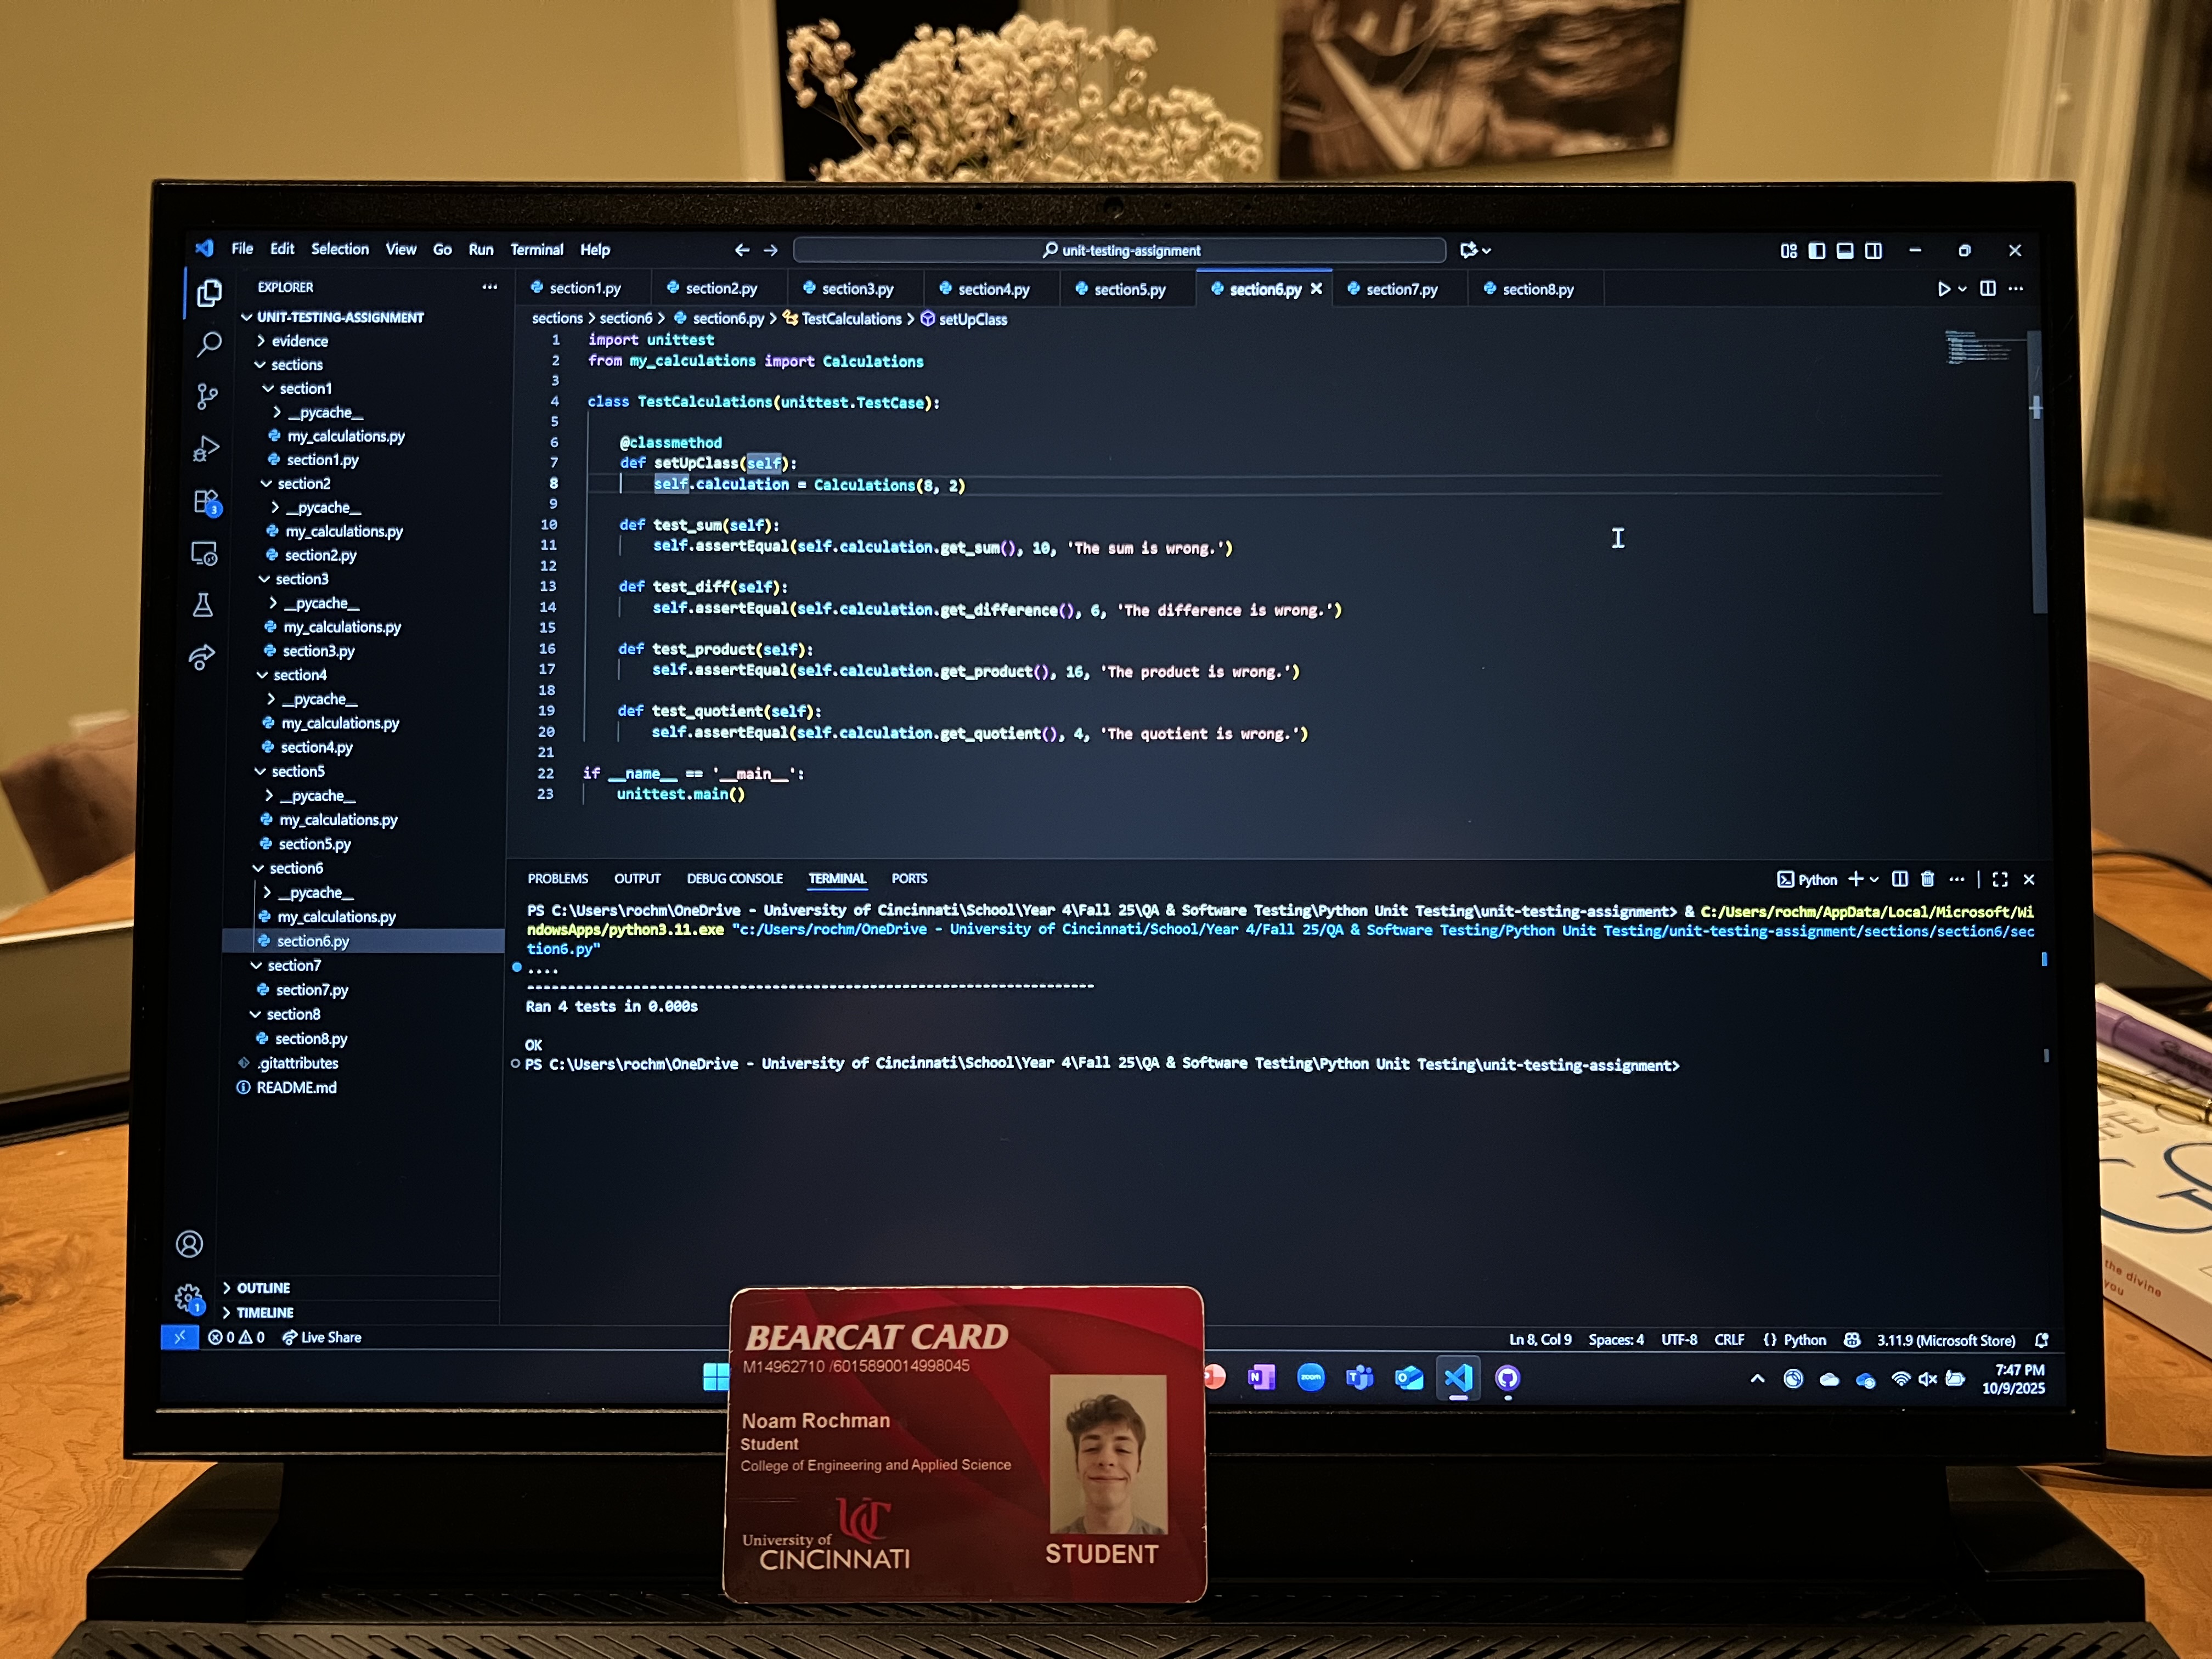 File Edit Selection View Go Run Terminal Help
unit-testing-assignment
EXPLORER
UNIT-TESTING-ASSIGNMENT
evidence
sections
section1
__pycache__
my_calculations.py
section1.py
section2
__pycache__
my_calculations.py
section2.py
section3
__pycache__
my_calculations.py
section3.py
section4
__pycache__
my_calculations.py
section4.py
section5
__pycache__
my_calculations.py
section5.py
section6
__pycache__
my_calculations.py
section6.py
section7
section7.py
section8
section8.py
.gitattributes
README.md
OUTLINE
TIMELINE
3
1
section1.py section2.py section3.py section4.py section5.py section6.py section7.py section8.py
sections > section6 > section6.py > TestCalculations > setUpClass
1 import unittest
2 from my_calculations import Calculations
3
4 class TestCalculations(unittest.TestCase):
5
6 @classmethod
7 def setUpClass(self):
8 self.calculation = Calculations(8, 2)
9
10 def test_sum(self):
11 self.assertEqual(self.calculation.get_sum(), 10, 'The sum is wrong.')
12
13 def test_diff(self):
14 self.assertEqual(self.calculation.get_difference(), 6, 'The difference is wrong.')
15
16 def test_product(self):
17 self.assertEqual(self.calculation.get_product(), 16, 'The product is wrong.')
18
19 def test_quotient(self):
20 self.assertEqual(self.calculation.get_quotient(), 4, 'The quotient is wrong.')
21
22 if __name__ == '__main__':
23 unittest.main()
PROBLEMS OUTPUT DEBUG CONSOLE TERMINAL PORTS
Python
PS C:\Users\rochm\OneDrive - University of Cincinnati\School\Year 4\Fall 25\QA & Software Testing\Python Unit Testing\unit-testing-assignment> & C:/Users/rochm/AppData/Local/Microsoft/Wi
ndowsApps/python3.11.exe "c:/Users/rochm/OneDrive - University of Cincinnati/School/Year 4/Fall 25/QA & Software Testing/Python Unit Testing/unit-testing-assignment/sections/section6/sec
tion6.py"
....
----------------------------------------------------------------------
Ran 4 tests in 0.000s
OK
PS C:\Users\rochm\OneDrive - University of Cincinnati\School\Year 4\Fall 25\QA & Software Testing\Python Unit Testing\unit-testing-assignment>
0 0 Live Share
Ln 8, Col 9 Spaces: 4 UTF-8 CRLF {} Python 3.11.9 (Microsoft Store)
zoom
7:47 PM
10/9/2025
BEARCAT CARD
M14962710 /6015890014998045
Noam Rochman
Student
College of Engineering and Applied Science
UC
University of
CINCINNATI
STUDENT
the divine
you